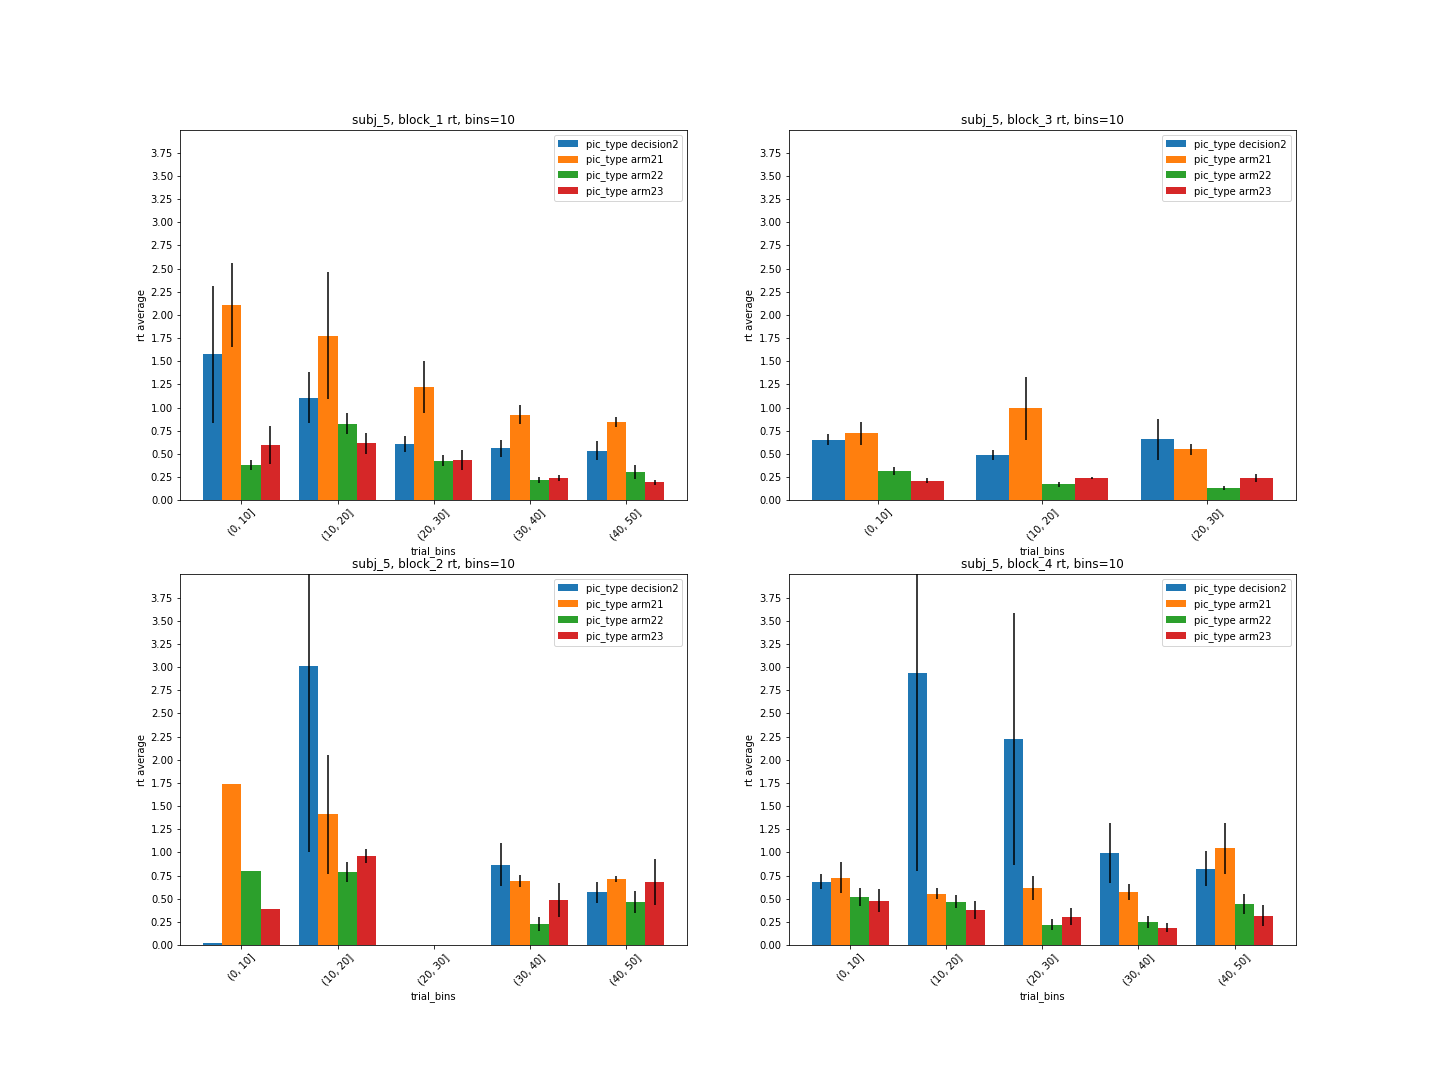 subj_5, block_1 rt, bins=10
pic_type decision2
pic_type arm21
pic_type arm22
pic_type arm23
3.75
3.50
3.25
3.00
2.75
2.50
2.25
2.00
1.75
1.50
1.25
1.00
0.75
0.50
0.25
0.00
rt average
(0, 10]
(10, 20]
(20, 30]
(30, 40]
(40, 50]
trial_bins
subj_5, block_3 rt, bins=10
pic_type decision2
pic_type arm21
pic_type arm22
pic_type arm23
3.75
3.50
3.25
3.00
2.75
2.50
2.25
2.00
1.75
1.50
1.25
1.00
0.75
0.50
0.25
0.00
rt average
(0, 10]
(10, 20]
(20, 30]
trial_bins
subj_5, block_2 rt, bins=10
pic_type decision2
pic_type arm21
pic_type arm22
pic_type arm23
3.75
3.50
3.25
3.00
2.75
2.50
2.25
2.00
1.75
1.50
1.25
1.00
0.75
0.50
0.25
0.00
rt average
(0, 10]
(10, 20]
(20, 30]
(30, 40]
(40, 50]
trial_bins
subj_5, block_4 rt, bins=10
pic_type decision2
pic_type arm21
pic_type arm22
pic_type arm23
3.75
3.50
3.25
3.00
2.75
2.50
2.25
2.00
1.75
1.50
1.25
1.00
0.75
0.50
0.25
0.00
rt average
(0, 10]
(10, 20]
(20, 30]
(30, 40]
(40, 50]
trial_bins